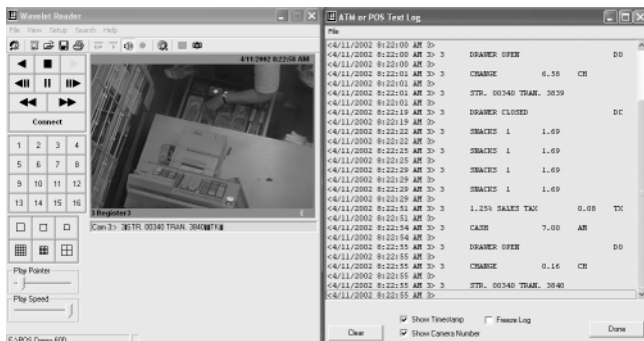 Wavelet Reader
File View Setup Search Help
Connect
1 2 3 4
5 6 7 8
9 10 11 12
13 14 15 16
Play Pointer
Play Speed
4/11/2002 8:22:56 AM
3 Register3
Cam 3>
STR. 00340 TRAN. 3840
ATM or POS Text Log
File
<4/11/2002 8:22:00 AM 3> 3 DRAWER OPEN DO
<4/11/2002 8:22:00 AM 3>
<4/11/2002 8:22:01 AM 3> 3 CHANGE 6.58 CH
<4/11/2002 8:22:01 AM 3>
<4/11/2002 8:22:01 AM 3> 3 STR. 00340 TRAN. 3839
<4/11/2002 8:22:01 AM 3>
<4/11/2002 8:22:19 AM 3> 3 DRAWER CLOSED DC
<4/11/2002 8:22:19 AM 3>
<4/11/2002 8:22:22 AM 3> 3 SNACKS 1 1.69
<4/11/2002 8:22:22 AM 3>
<4/11/2002 8:22:25 AM 3> 3 SNACKS 1 1.69
<4/11/2002 8:22:25 AM 3>
<4/11/2002 8:22:29 AM 3> 3 SNACKS 1 1.69
<4/11/2002 8:22:29 AM 3>
<4/11/2002 8:22:29 AM 3> 3 SNACKS 1 1.69
<4/11/2002 8:22:29 AM 3>
<4/11/2002 8:22:51 AM 3> 3 1.25% SALES TAX 0.08 TX
<4/11/2002 8:22:51 AM 3>
<4/11/2002 8:22:54 AM 3> 3 CASH 7.00 AM
<4/11/2002 8:22:54 AM 3>
<4/11/2002 8:22:55 AM 3> 3 DRAWER OPEN DO
<4/11/2002 8:22:55 AM 3>
<4/11/2002 8:22:55 AM 3> 3 CHANGE 0.16 CH
<4/11/2002 8:22:55 AM 3>
<4/11/2002 8:22:55 AM 3> 3 STR. 00340 TRAN. 3840
<4/11/2002 8:22:55 AM 3>
Clear
Show Timestamp
Freeze Log
Show Camera Number
Done